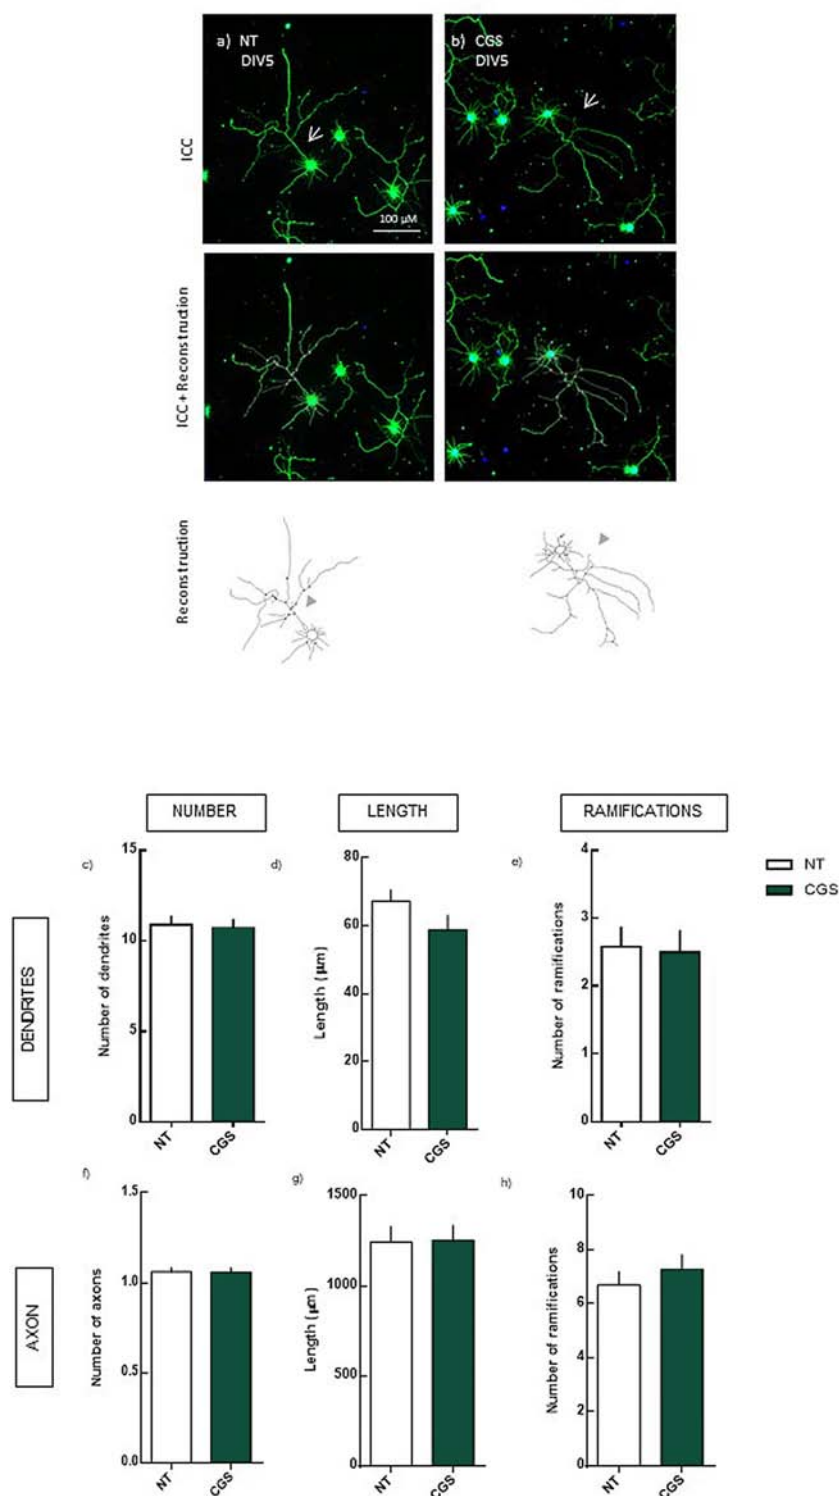 a) NT
DIV5
b) CGS
DIV5
ICC
100 µM
ICC+ Reconstruction
Reconstruction
NUMBER
LENGTH
RAMIFICATIONS
NT
CGS
DENDRITES
c)
Number of dendrites
15
10
5
0
NT
CGS
d)
Length (µm)
80
60
40
20
0
NT
CGS
e)
Number of ramifications
4
3
2
1
0
NT
CGS
AXON
f)
Number of axons
1.5
1.0
0.5
0.0
NT
CGS
g)
Length (µm)
1500
1000
500
0
NT
CGS
h)
Number of ramifications
10
8
6
4
2
0
NT
CGS